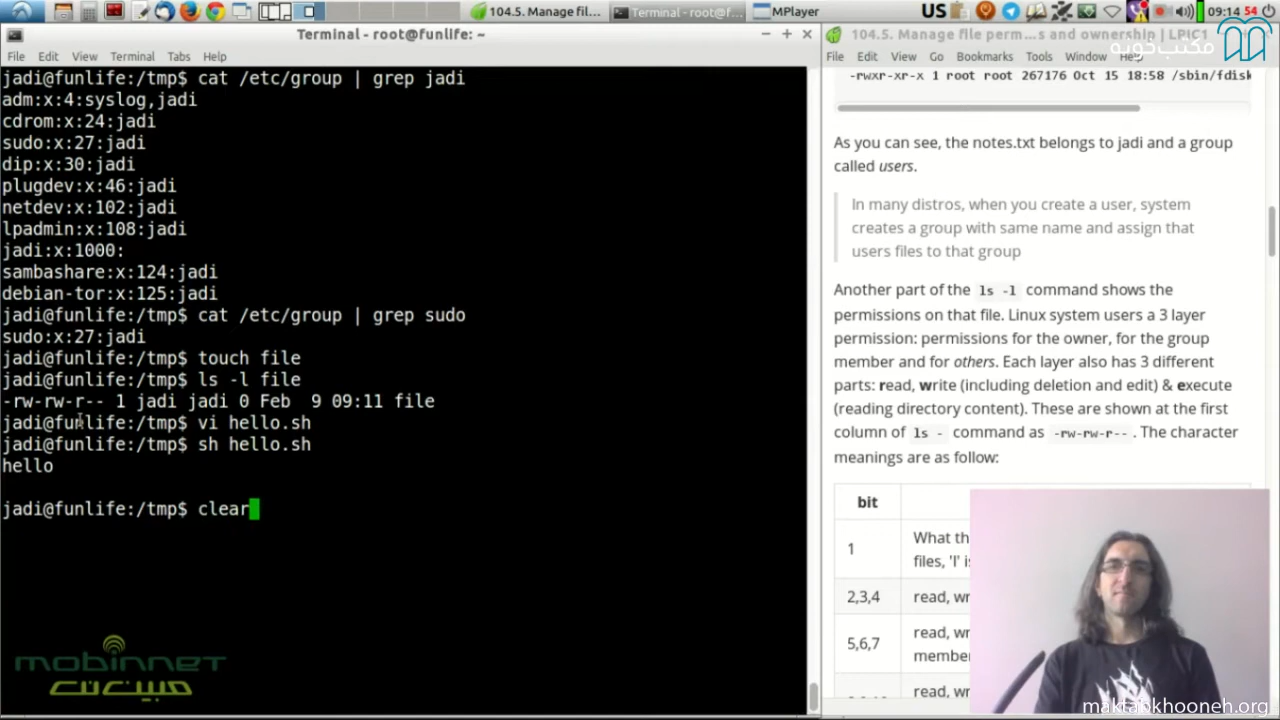 104.5. Manage fil...
Terminal - root@f...
MPlayer
US
09:14 54
Terminal - root@funlife: ~
File Edit View Terminal Tabs Help
jadi@funlife:/tmp$ cat /etc/group | grep jadi
adm:x:4:syslog,jadi
cdrom:x:24:jadi
sudo:x:27:jadi
dip:x:30:jadi
plugdev:x:46:jadi
netdev:x:102:jadi
lpadmin:x:108:jadi
jadi:x:1000:
sambashare:x:124:jadi
debian-tor:x:125:jadi
jadi@funlife:/tmp$ cat /etc/group | grep sudo
sudo:x:27:jadi
jadi@funlife:/tmp$ touch file
jadi@funlife:/tmp$ ls -l file
-rw-rw-r-- 1 jadi jadi 0 Feb  9 09:11 file
jadi@funlife:/tmp$ vi hello.sh
jadi@funlife:/tmp$ sh hello.sh
hello
jadi@funlife:/tmp$ clear
mobinnet
مبین نت
104.5. Manage file perm...s and ownership | LPIC1
مکتب خونه
File Edit View Go Bookmarks Tools Window Help
-rwxr-xr-x 1 root root 267176 Oct 15 18:58 /sbin/fdisk
As you can see, the notes.txt belongs to jadi and a group
called users.
In many distros, when you create a user, system
creates a group with same name and assign that
users files to that group
Another part of the ls -l command shows the
permissions on that file. Linux system users a 3 layer
permission: permissions for the owner, for the group
member and for others. Each layer also has 3 different
parts: read, write (including deletion and edit) & execute
(reading directory content). These are shown at the first
column of ls - command as -rw-rw-r-- . The character
meanings are as follow:
bit
1
What th
files, 'l' is
2,3,4
read, wr
5,6,7
read, wr
member
read, wr
maktabkhooneh.org